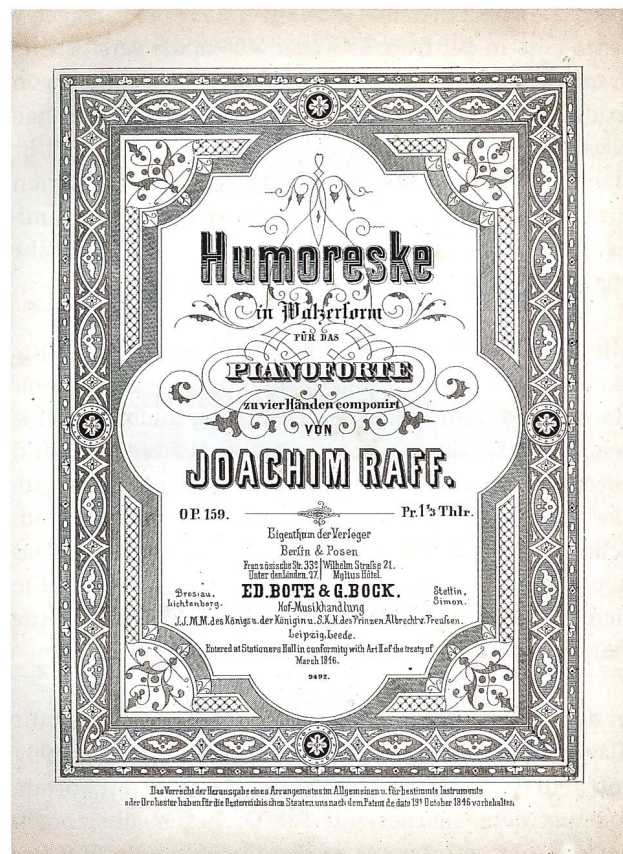 Humoreske
in Walzerform
FÜR DAS
PIANOFORTE
zu vier Händen componirt
VON
JOACHIM RAFF.
OP. 159. Pr. 1 1/3 Thlr.
Eigenthum der Verleger
Berlin & Posen
Französische Str. 33e | Wilhelm Straße 21.
Unter den Linden, 27. | Mylius Hôtel.
ED. BOTE & G. BOCK.
Breslau, Lichtenberg.
Stettin, Simon.
Hof-Musikhandlung
J.J.M.M. des Königs u. der Königin u. S.K.H. des Prinzen Albrecht v. Preußen.
Leipzig, Leede.
Entered at Stationers Hall in conformity with Art II of the treaty of
March 1846.
9492.
Das Vorrecht der Herausgabe eines Arrangements im Allgemeinen u. für bestimmte Instrumente
oder Orchester haben für die Oesterreichischen Staaten uns nach dem Patent de dato 19t October 1846 vorbehalten